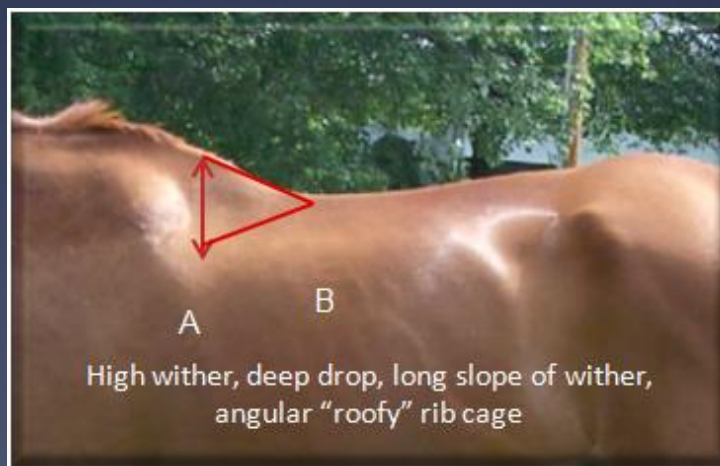 A
B
High wither, deep drop, long slope of wither,
angular “roofy” rib cage